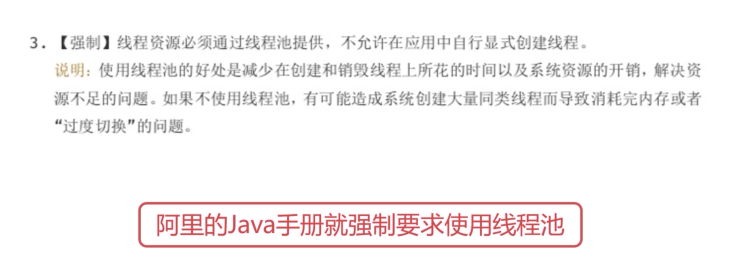 3. 【强制】线程资源必须通过线程池提供，不允许在应用中自行显式创建线程。
说明：使用线程池的好处是减少在创建和销毁线程上所花的时间以及系统资源的开销，解决资
源不足的问题。如果不使用线程池，有可能造成系统创建大量同类线程而导致消耗完内存或者
“过度切换”的问题。
阿里的Java手册就强制要求使用线程池